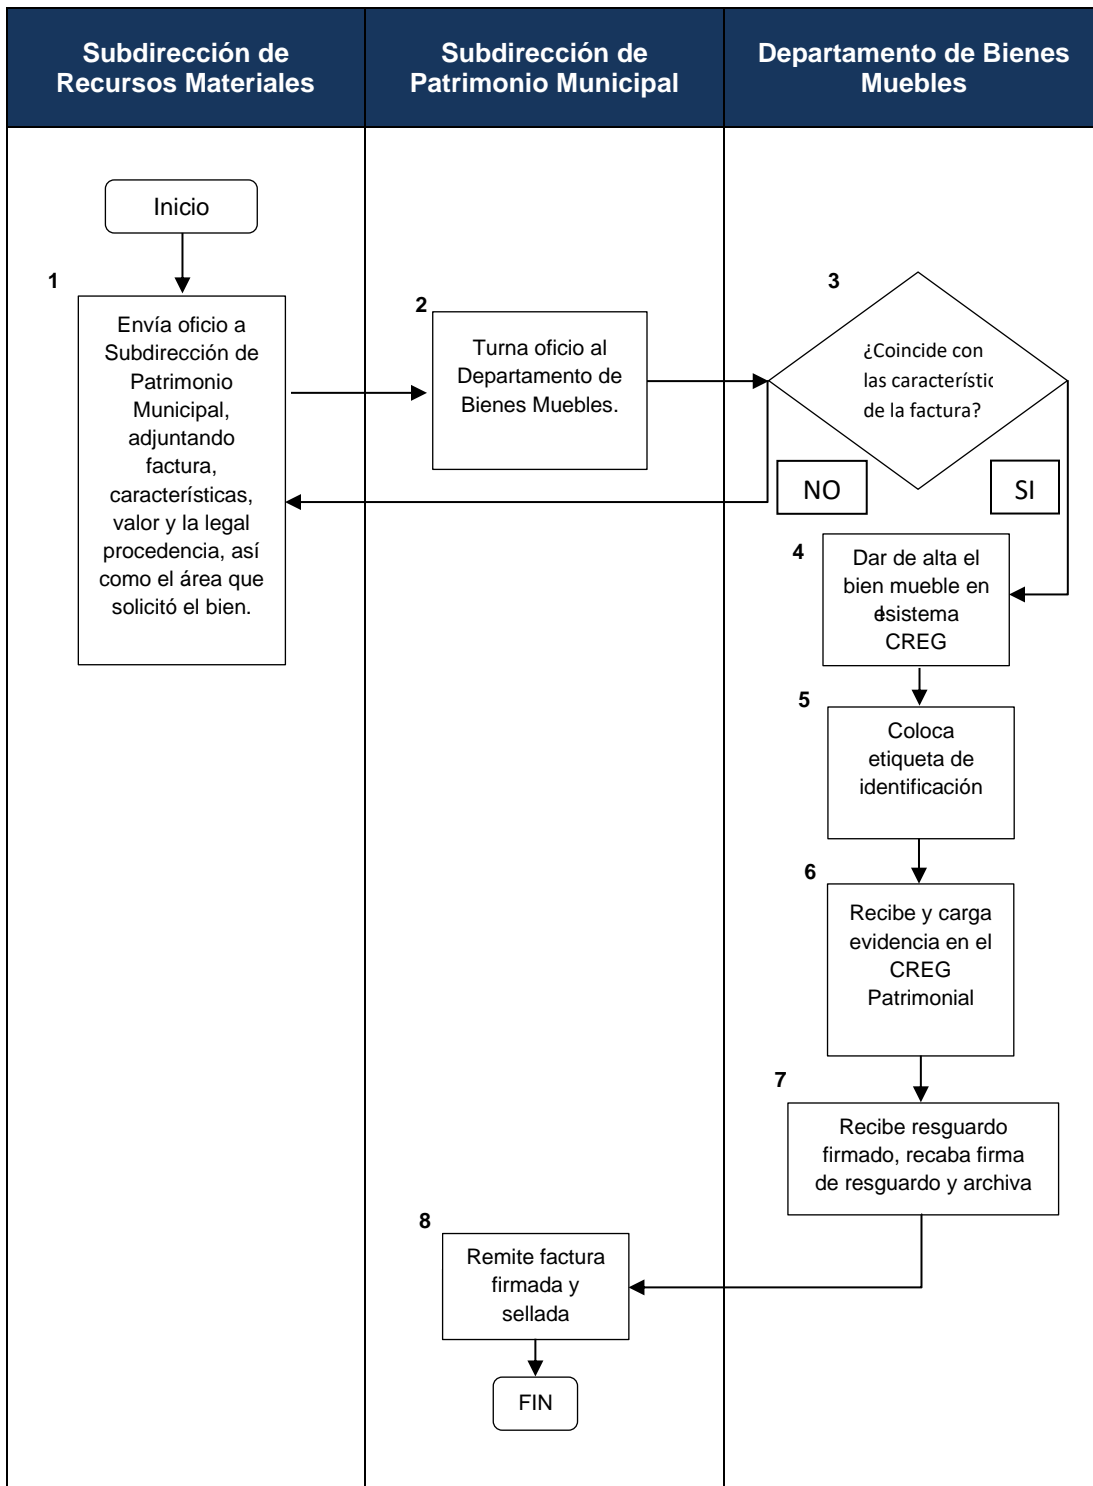 Subdirección de
Recursos Materiales
Subdirección de
Patrimonio Municipal
Departamento de Bienes
Muebles
Inicio
1
Envía oficio a
Subdirección de
Patrimonio
Municipal,
adjuntando
factura,
características,
valor y la legal
procedencia, así
como el área que
solicitó el bien.
2
Turna oficio al
Departamento de
Bienes Muebles.
3
¿Coincide con
las característic
de la factura?
NO
SI
4
Dar de alta el
bien mueble en
sistema
CREG
5
Coloca
etiqueta de
identificación
6
Recibe y carga
evidencia en el
CREG
Patrimonial
7
Recibe resguardo
firmado, recaba firma
de resguardo y archiva
8
Remite factura
firmada y
sellada
FIN